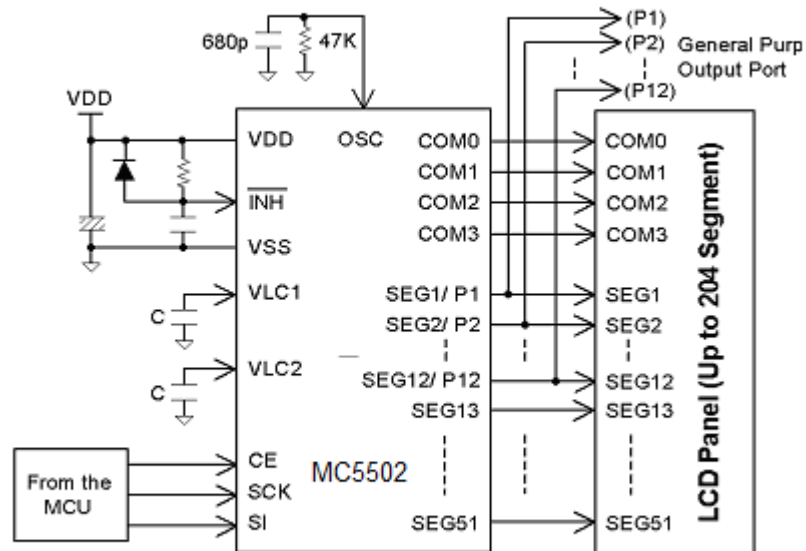 (P1)
680p
47K
(P2)
General Purp
Output Port
(P12)
VDD
VDD
OSC
COM0
COM0
COM1
COM1
INH
COM2
COM2
VSS
COM3
COM3
VLC1
SEG1/ P1
SEG1
C
SEG2/ P2
SEG2
VLC2
SEG12/ P12
SEG12
C
SEG13
SEG13
From the
MCU
CE
SCK
SI
MC5502
SEG51
SEG51
LCD Panel (Up to 204 Segment)